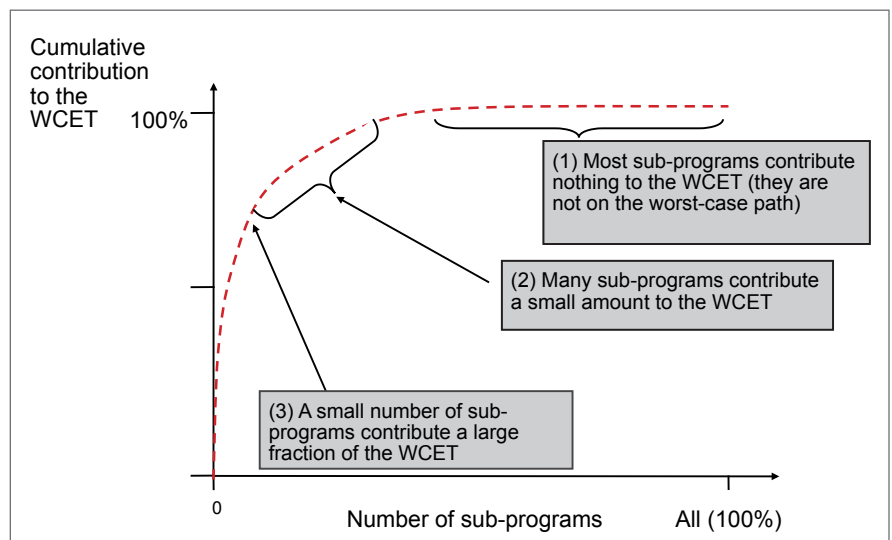 Cumulative
contribution
to the
WCET
100%
(1) Most sub-programs contribute
nothing to the WCET (they are
not on the worst-case path)
(2) Many sub-programs contribute
a small amount to the WCET
(3) A small number of sub-
programs contribute a large
fraction of the WCET
0
Number of sub-programs
All (100%)